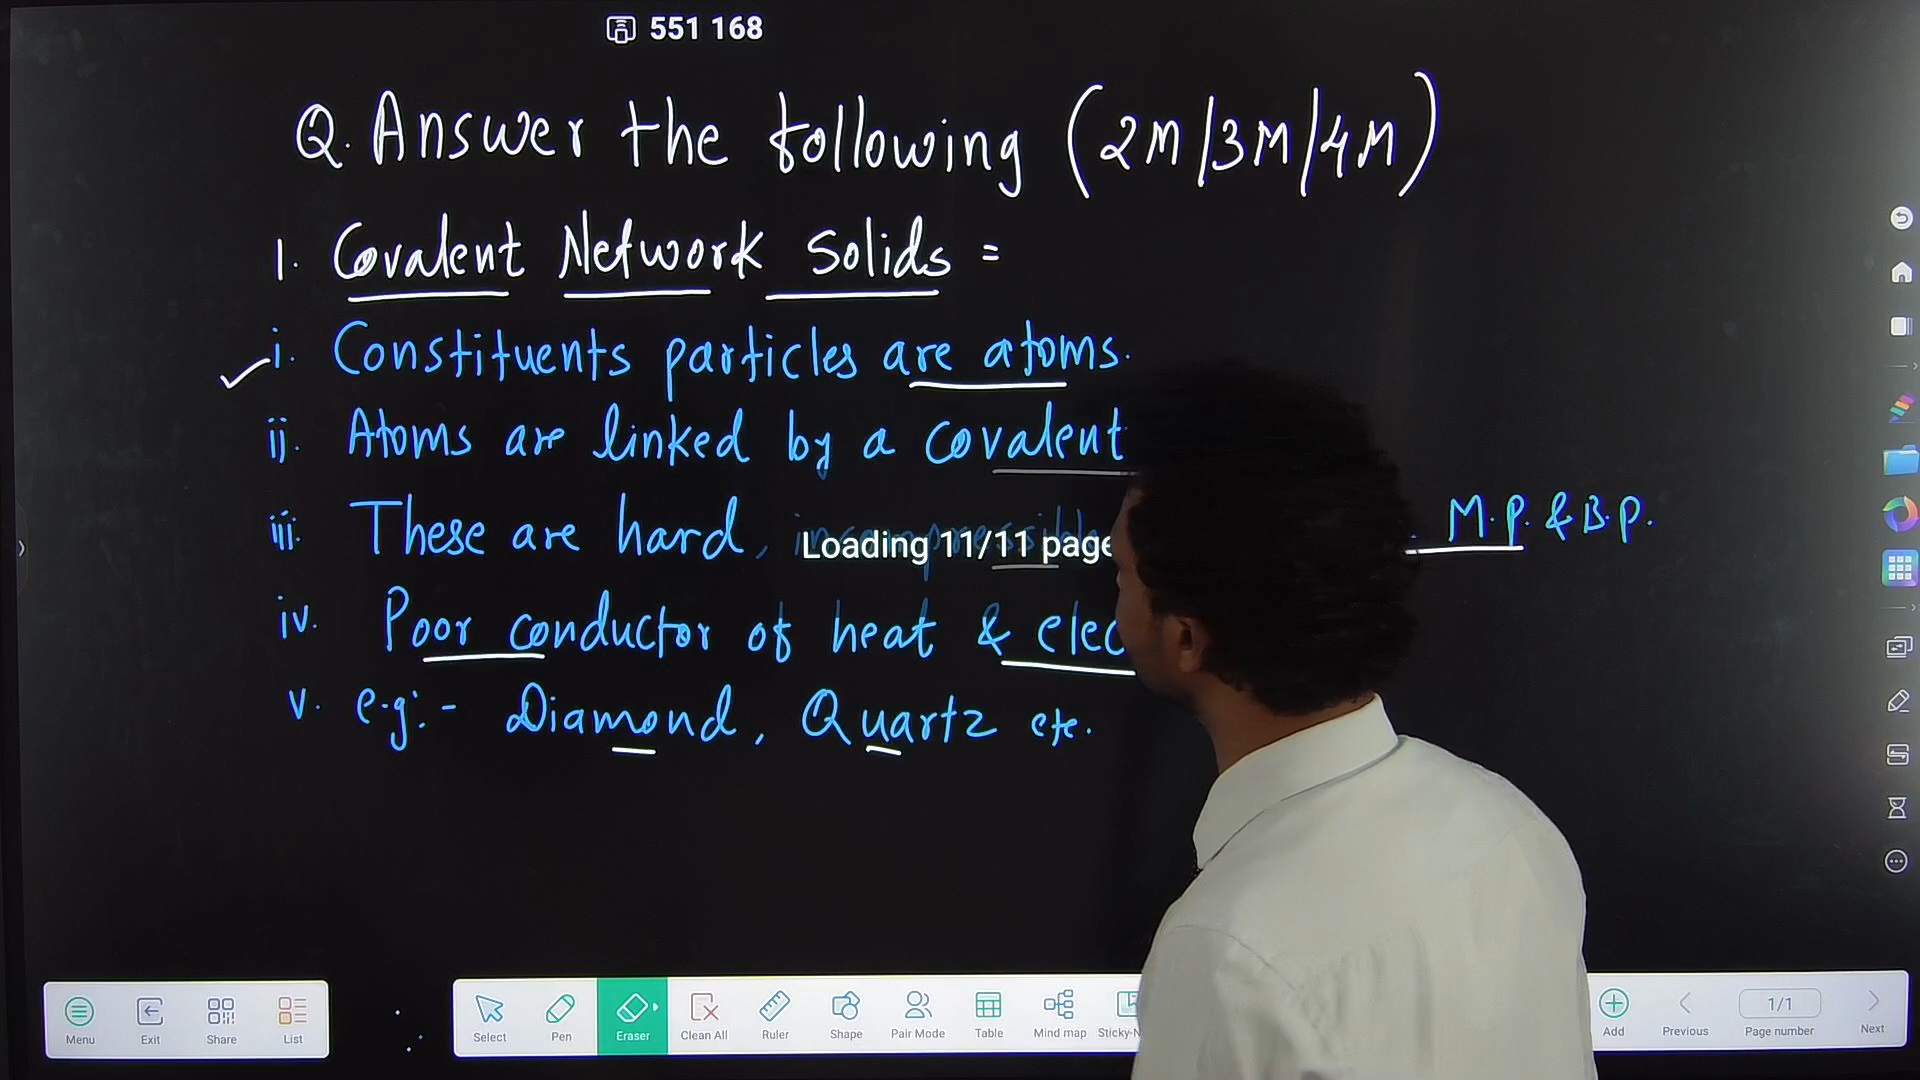 551 168
Q. Answer the following (2M/3M/4M)
1. Covalent Network Solids =
i. Constituents particles are atoms.
ii. Atoms are linked by a covalent
iii. These are hard, incompressible M.P. & B.P.
Loading 11/11 page
iv. Poor conductor of heat & elec
v. e.g:- Diamond, Quartz etc.
Menu Exit Share List Select Pen Eraser Clean All Ruler Shape Pair Mode Table Mind map Sticky-N Add Previous 1/1 Page number Next